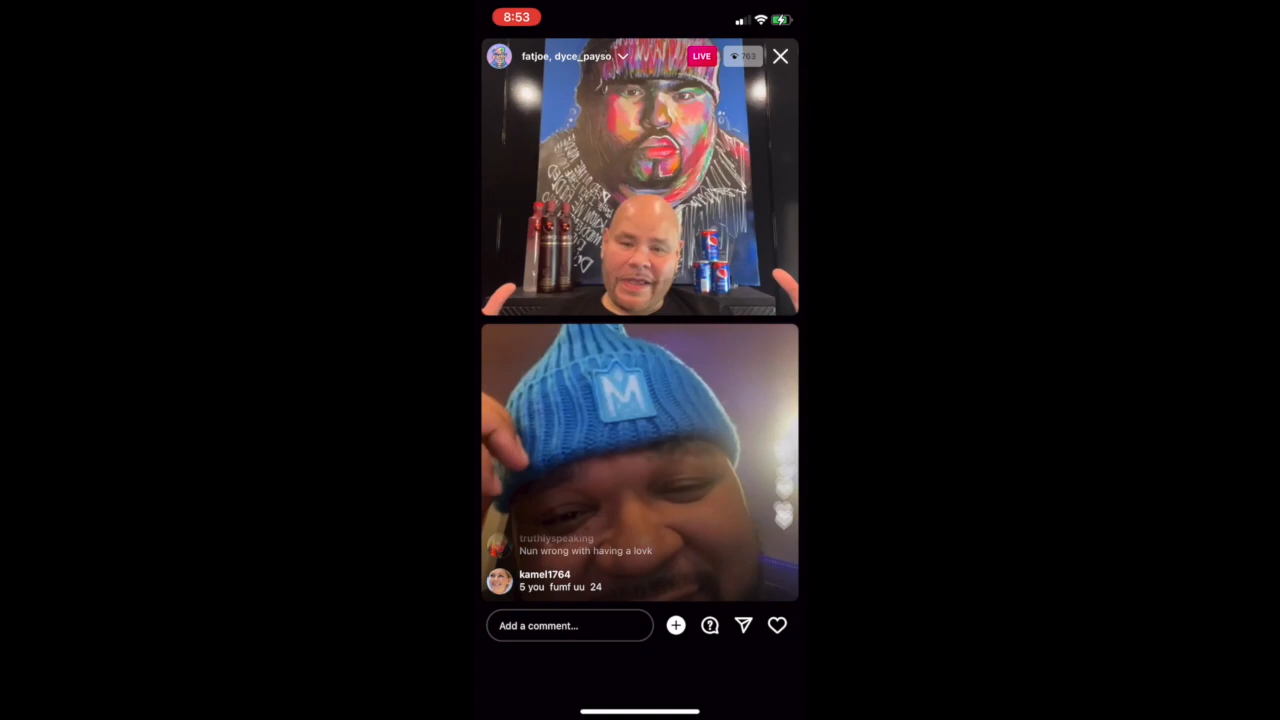 8:53
fatjoe, dyce_payso
LIVE
763
M
truthlyspeaking
Nun wrong with having a lovk
kamel1764
5 you fumf uu 24
Add a comment...